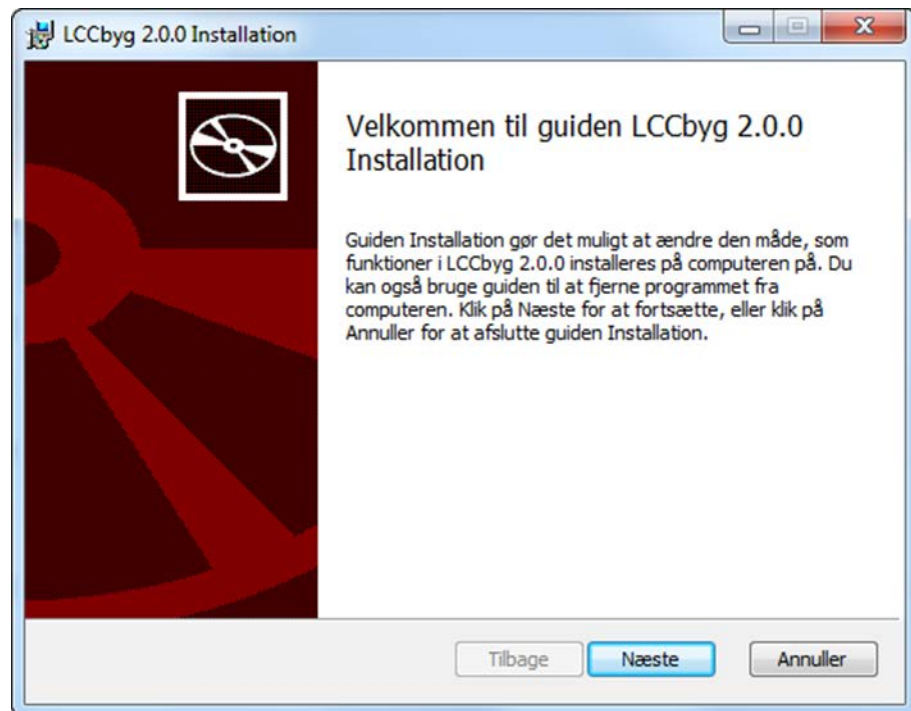 LCCbyg 2.0.0 Installation
Velkommen til guiden LCCbyg 2.0.0
Installation
Guiden Installation gør det muligt at ændre den måde, som
funktioner i LCCbyg 2.0.0 installeres på computeren på. Du
kan også bruge guiden til at fjerne programmet fra
computeren. Klik på Næste for at fortsætte, eller klik på
Annuller for at afslutte guiden Installation.
Tilbage
Næste
Annuller